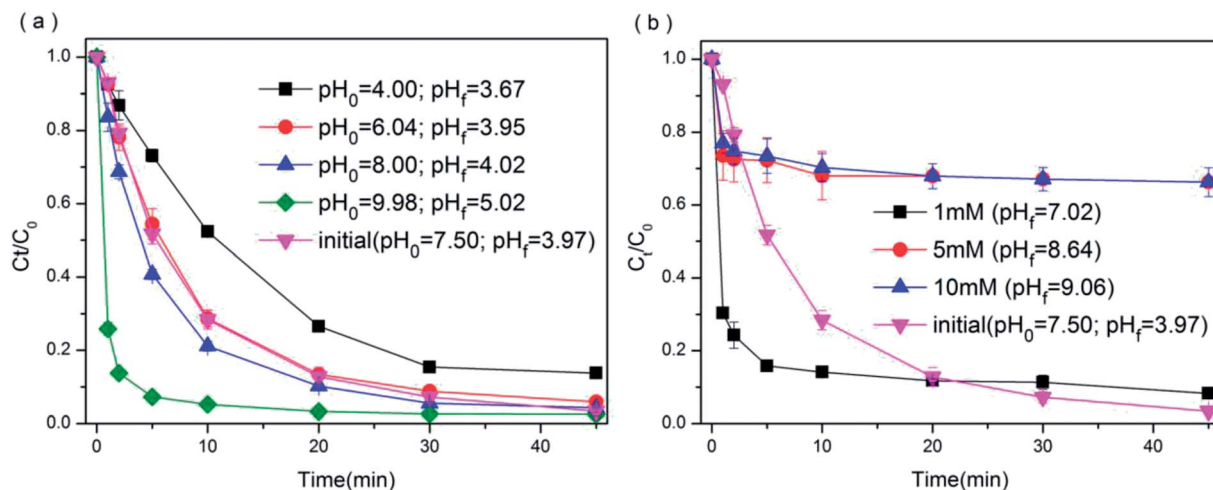 ( a )
Ct/C0
1.0
0.8
0.6
0.4
0.2
0.0
pH0=4.00; pHf=3.67
pH0=6.04; pHf=3.95
pH0=8.00; pHf=4.02
pH0=9.98; pHf=5.02
initial(pH0=7.50; pHf=3.97)
0 10 20 30 40
Time(min)
( b )
Ct/C0
1.0
0.8
0.6
0.4
0.2
0.0
1mM (pHf=7.02)
5mM (pHf=8.64)
10mM (pHf=9.06)
initial(pH0=7.50; pHf=3.97)
0 10 20 30 40
Time(min)